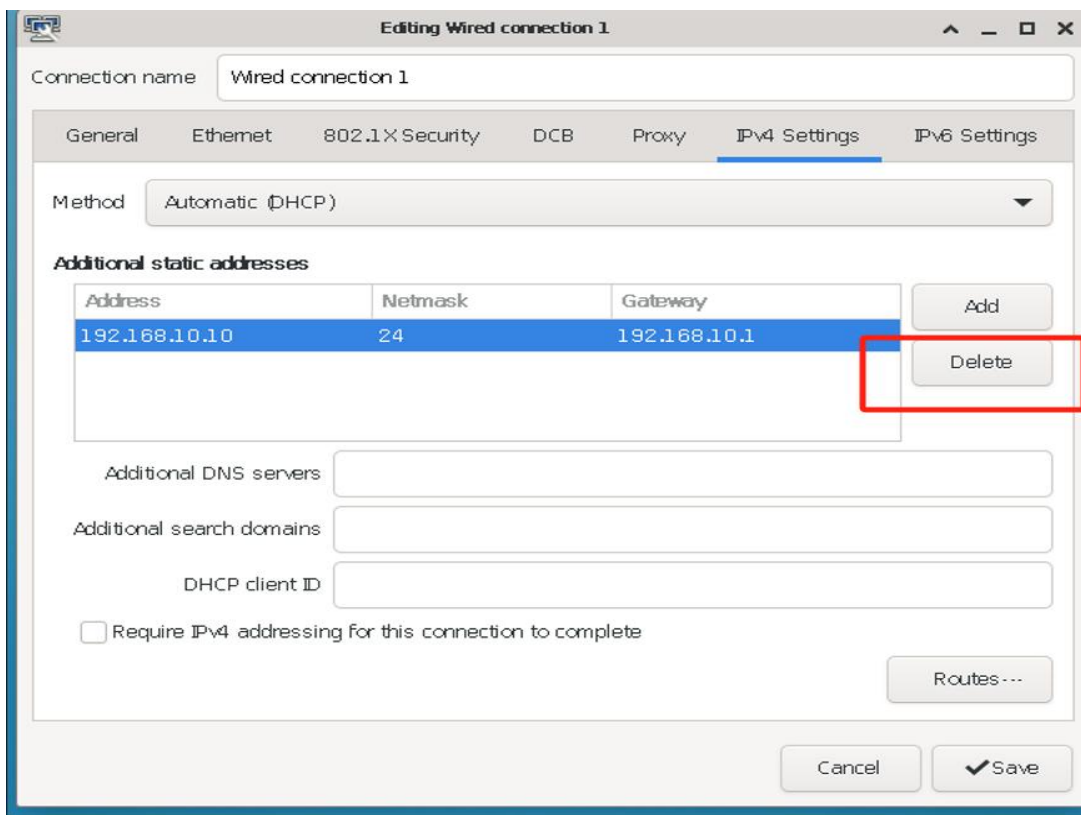 Editing Wired connection 1
Connection name Wired connection 1
General Ethernet 802.1X Security DCB Proxy IPv4 Settings IPv6 Settings
Method Automatic (DHCP)
Additional static addresses
Address Netmask Gateway
Add
192.168.10.10 24 192.168.10.1
Delete
Additional DNS servers
Additional search domains
DHCP client ID
Require IPv4 addressing for this connection to complete
Routes...
Cancel Save